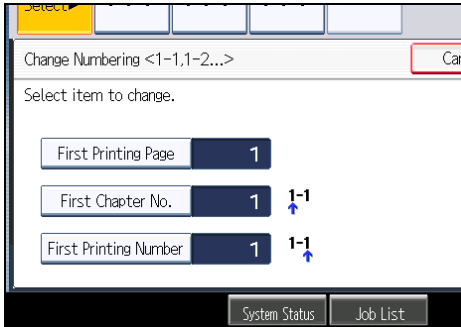 Select►
Change Numbering <1-1,1-2...>
Select item to change.
First Printing Page 1
First Chapter No. 1 1-1
First Printing Number 1 1-1
System Status Job List